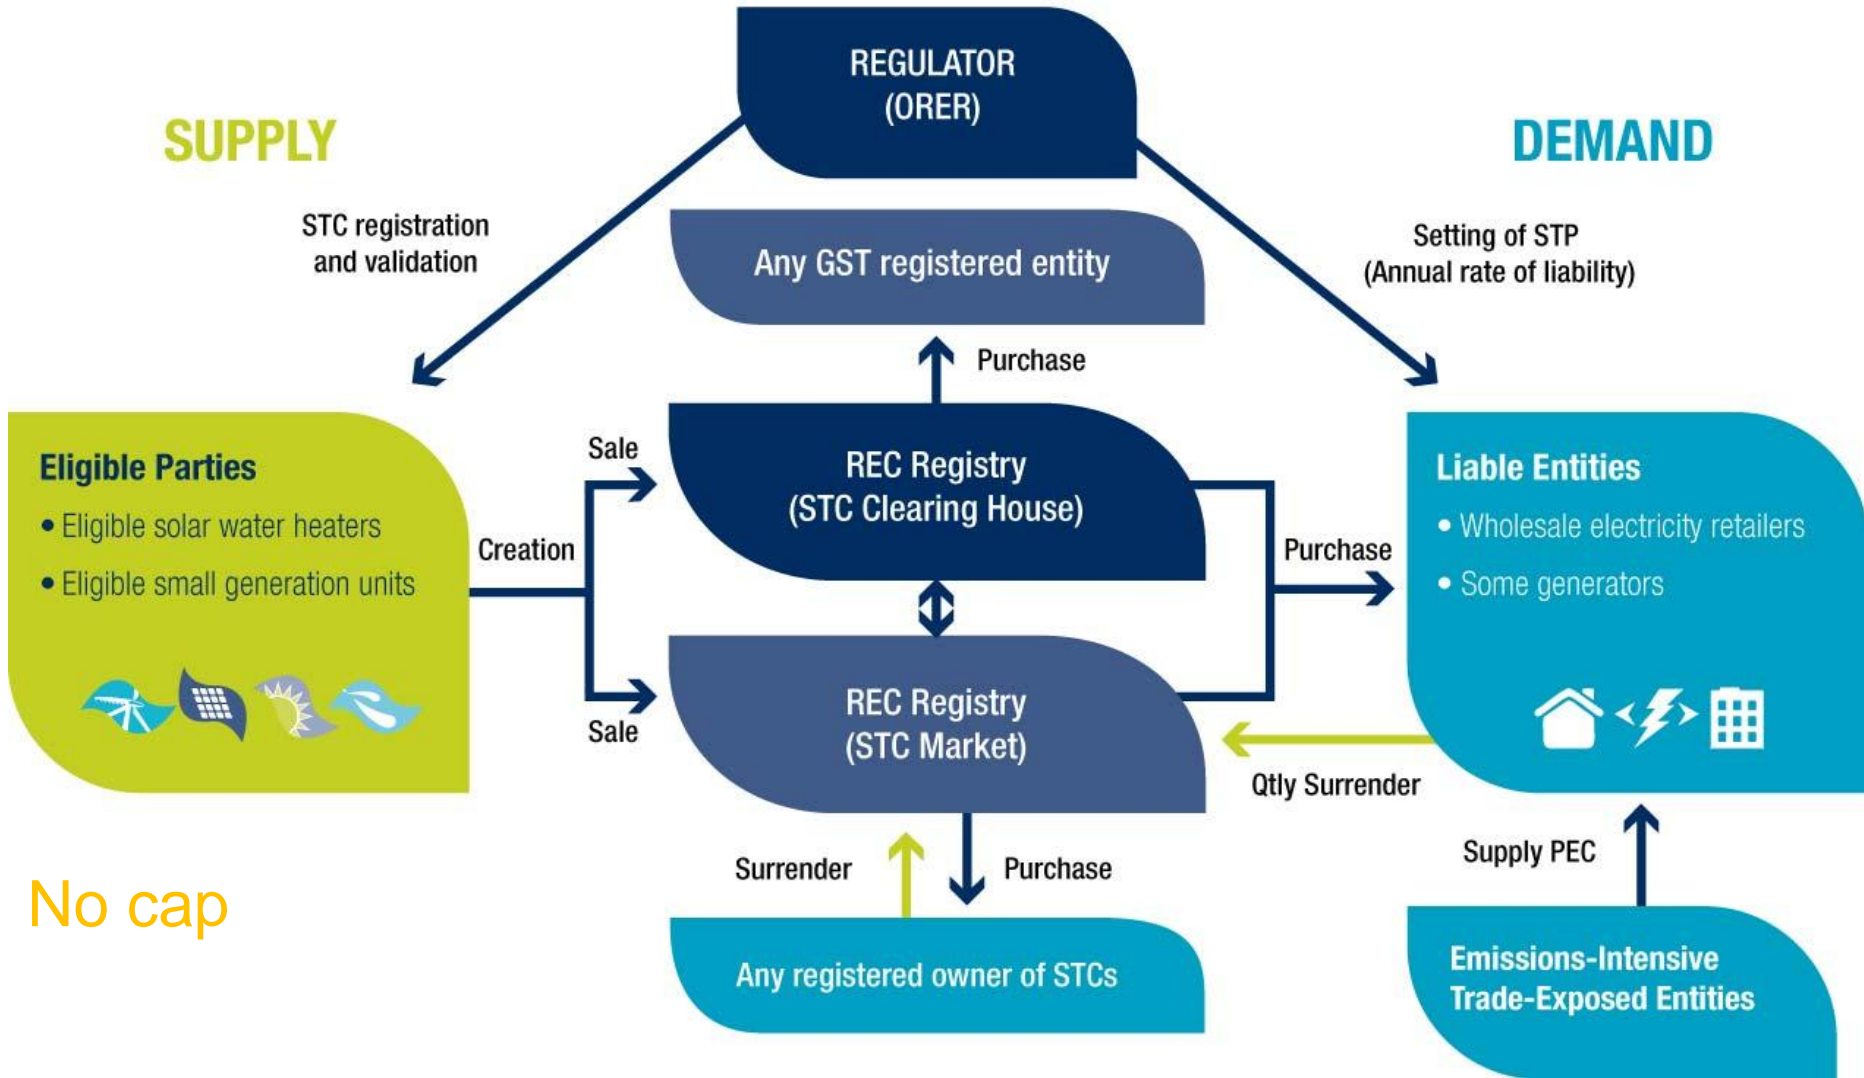 REGULATOR
(ORER)
SUPPLY
DEMAND
STC registration
and validation
Any GST registered entity
Setting of STP
(Annual rate of liability)
Purchase
Eligible Parties
• Eligible solar water heaters
• Eligible small generation units
Creation
Sale
Sale
REC Registry
(STC Clearing House)
REC Registry
(STC Market)
Purchase
Liable Entities
• Wholesale electricity retailers
• Some generators
Qtly Surrender
Surrender
Purchase
Supply PEC
No cap
Any registered owner of STCs
Emissions-Intensive
Trade-Exposed Entities